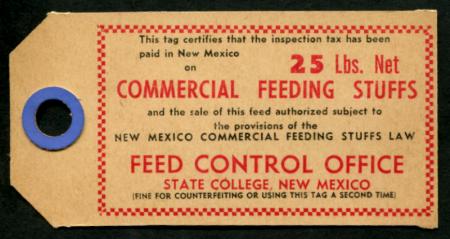 This tag certifies that the inspection tax has been
paid in New Mexico
on 25 Lbs. Net
COMMERCIAL FEEDING STUFFS
and the sale of this feed authorized subject to
the provisions of the
NEW MEXICO COMMERCIAL FEEDING STUFFS LAW
FEED CONTROL OFFICE
STATE COLLEGE, NEW MEXICO
(FINE FOR COUNTERFEITING OR USING THIS TAG A SECOND TIME)